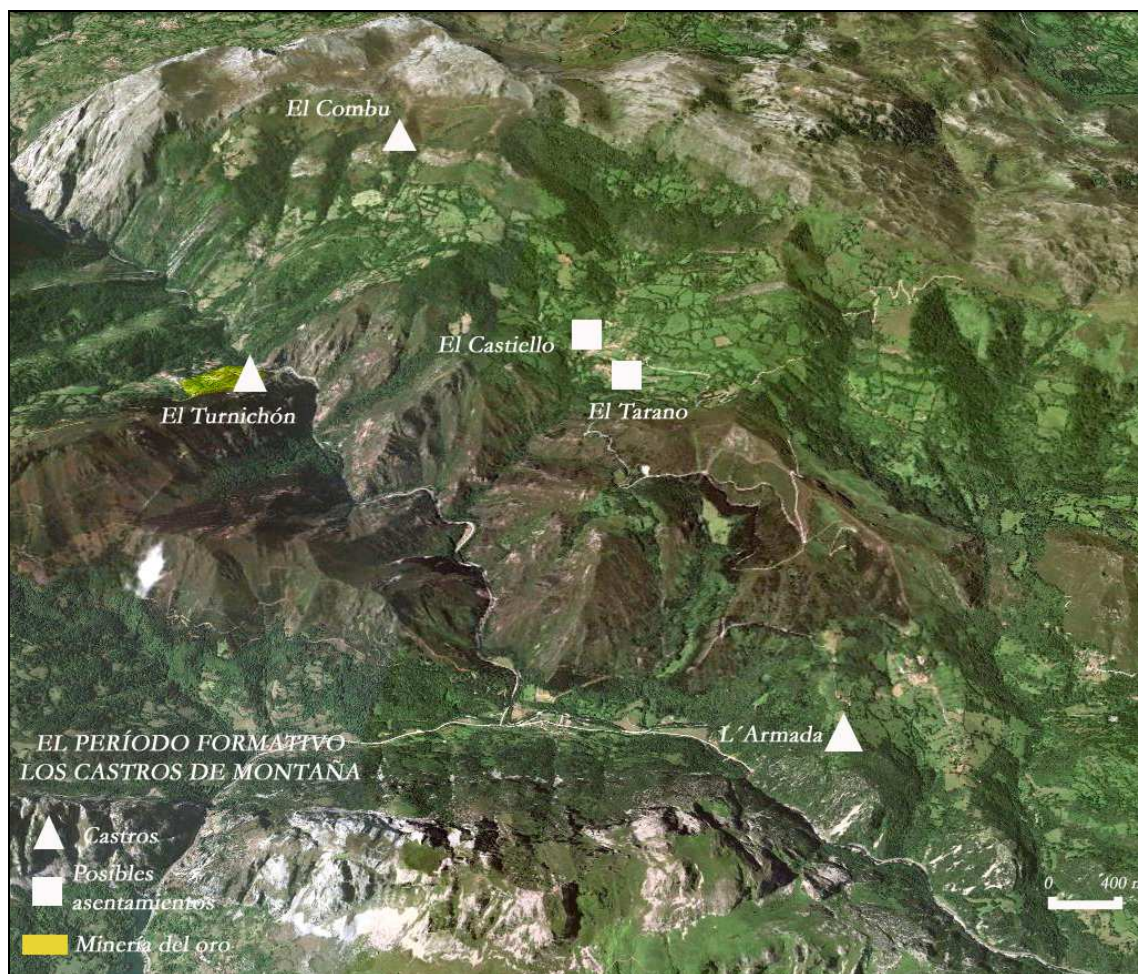 El Combu
El Castiello
El Turnichón
El Tarano
L´Armada
EL PERÍODO FORMATIVO
LOS CASTROS DE MONTAÑA
Castros
Posibles
asentamientos
Minería del oro
0 400 m